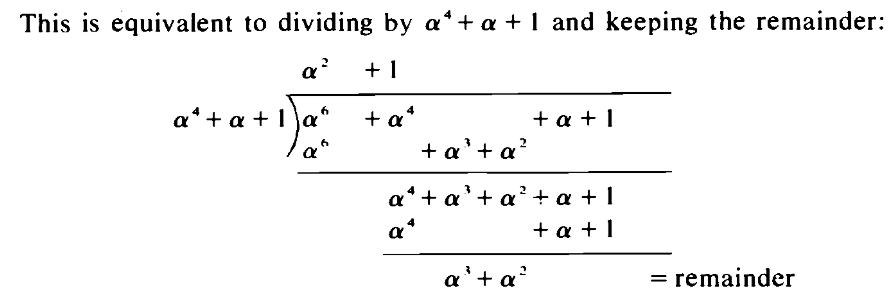 This is equivalent to dividing by α⁴ + α + 1 and keeping the remainder:
α² + 1
α⁴ + α + 1 ) α⁶ + α⁴ + α + 1
α⁶ + α³ + α²
α⁴ + α³ + α² + α + 1
α⁴ + α + 1
α³ + α² = remainder